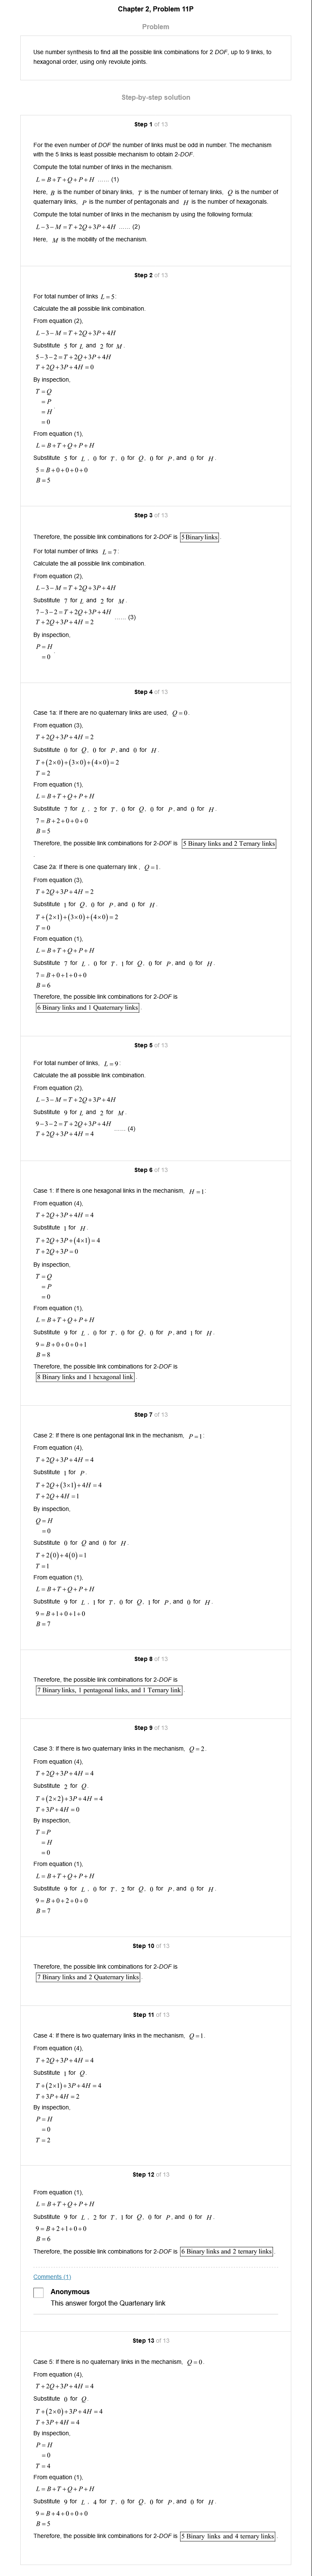 Chapter 2, Problem 11P
Problem
Use number synthesis to find all the possible link combinations for 2 DOF, up to 9 links, to
hexagonal order, using only revolute joints.
Step-by-step solution
Step 1 of 13
For the even number of DOF the number of links must be odd in number. The mechanism
with the 5 links is least possible mechanism to obtain 2-DOF.
Compute the total number of links in the mechanism.
L = B+T+Q+P+H ...... (1)
Here, B is the number of binary links, T is the number of ternary links, Q is the number of
quaternary links, P is the number of pentagonals and H is the number of hexagonals.
Compute the total number of links in the mechanism by using the following formula:
L−3−M = T+2Q+3P+4H ...... (2)
Here, M is the mobility of the mechanism.
Step 2 of 13
For total number of links L = 5:
Calculate the all possible link combination.
From equation (2),
L−3−M = T+2Q+3P+4H
Substitute 5 for L and 2 for M.
5−3−2 = T+2Q+3P+4H
T+2Q+3P+4H = 0
By inspection,
T = Q
= P
= H
= 0
From equation (1),
L = B+T+Q+P+H
Substitute 5 for L, 0 for T, 0 for Q, 0 for P, and 0 for H.
5 = B+0+0+0+0
B = 5
Step 3 of 13
Therefore, the possible link combinations for 2-DOF is 5 Binary links.
For total number of links L = 7:
Calculate the all possible link combination.
From equation (2),
L−3−M = T+2Q+3P+4H
Substitute 7 for L and 2 for M.
7−3−2 = T+2Q+3P+4H
T+2Q+3P+4H = 2 ...... (3)
By inspection,
P = H
= 0
Step 4 of 13
Case 1a: If there are no quaternary links are used, Q = 0.
From equation (3),
T+2Q+3P+4H = 2
Substitute 0 for Q, 0 for P, and 0 for H.
T+(2×0)+(3×0)+(4×0) = 2
T = 2
From equation (1),
L = B+T+Q+P+H
Substitute 7 for L, 2 for T, 0 for Q, 0 for P, and 0 for H.
7 = B+2+0+0+0
B = 5
Therefore, the possible link combinations for 2-DOF is 5 Binary links and 2 Ternary links
.
Case 2a: If there is one quaternary link, Q = 1.
From equation (3),
T+2Q+3P+4H = 2
Substitute 1 for Q, 0 for P, and 0 for H.
T+(2×1)+(3×0)+(4×0) = 2
T = 0
From equation (1),
L = B+T+Q+P+H
Substitute 7 for L, 0 for T, 1 for Q, 0 for P, and 0 for H.
7 = B+0+1+0+0
B = 6
Therefore, the possible link combinations for 2-DOF is
6 Binary links and 1 Quaternary links.
Step 5 of 13
For total number of links, L = 9:
Calculate the all possible link combination.
From equation (2),
L−3−M = T+2Q+3P+4H
Substitute 9 for L and 2 for M.
9−3−2 = T+2Q+3P+4H
T+2Q+3P+4H = 4 ...... (4)
Step 6 of 13
Case 1: If there is one hexagonal links in the mechanism, H = 1:
From equation (4),
T+2Q+3P+4H = 4
Substitute 1 for H.
T+2Q+3P+(4×1) = 4
T+2Q+3P = 0
By inspection,
T = Q
= P
= 0
From equation (1),
L = B+T+Q+P+H
Substitute 9 for L, 0 for T, 0 for Q, 0 for P, and 1 for H.
9 = B+0+0+0+1
B = 8
Therefore, the possible link combinations for 2-DOF is
8 Binary links and 1 hexagonal link.
Step 7 of 13
Case 2: if there is one pentagonal link in the mechanism, P = 1:
From equation (4),
T+2Q+3P+4H = 4
Substitute 1 for P.
T+2Q+(3×1)+4H = 4
T+2Q+4H = 1
By inspection,
Q = H
= 0
Substitute 0 for Q and 0 for H.
T+2(0)+4(0) = 1
T = 1
From equation (1),
L = B+T+Q+P+H
Substitute 9 for L, 1 for T, 0 for Q, 1 for P, and 0 for H.
9 = B+1+0+1+0
B = 7
Step 8 of 13
Therefore, the possible link combinations for 2-DOF is
7 Binary links, 1 pentagonal links, and 1 Ternary link.
Step 9 of 13
Case 3: If there is two quaternary links in the mechanism, Q = 2.
From equation (4),
T+2Q+3P+4H = 4
Substitute 2 for Q.
T+(2×2)+3P+4H = 4
T+3P+4H = 0
By inspection,
T = P
= H
= 0
From equation (1),
L = B+T+Q+P+H
Substitute 9 for L, 0 for T, 2 for Q, 0 for P, and 0 for H.
9 = B+0+2+0+0
B = 7
Step 10 of 13
Therefore, the possible link combinations for 2-DOF is
7 Binary links and 2 Quaternary links.
Step 11 of 13
Case 4: if there is two quaternary links in the mechanism, Q = 1.
From equation (4),
T+2Q+3P+4H = 4
Substitute 1 for Q.
T+(2×1)+3P+4H = 4
T+3P+4H = 2
By inspection,
P = H
= 0
T = 2
Step 12 of 13
From equation (1),
L = B+T+Q+P+H
Substitute 9 for L, 2 for T, 1 for Q, 0 for P, and 0 for H.
9 = B+2+1+0+0
B = 6
Therefore, the possible link combinations for 2-DOF is 6 Binary links and 2 ternary links.
Comments (1)
Anonymous
This answer forgot the Quartenary link
Step 13 of 13
Case 5: if there is no quaternary links in the mechanism, Q = 0.
From equation (4),
T+2Q+3P+4H = 4
Substitute 0 for Q.
T+(2×0)+3P+4H = 4
T+3P+4H = 4
By inspection,
P = H
= 0
T = 4
From equation (1),
L = B+T+Q+P+H
Substitute 9 for L, 4 for T, 0 for Q, 0 for P, and 0 for H.
9 = B+4+0+0+0
B = 5
Therefore, the possible link combinations for 2-DOF is 5 Binary links and 4 ternary links.